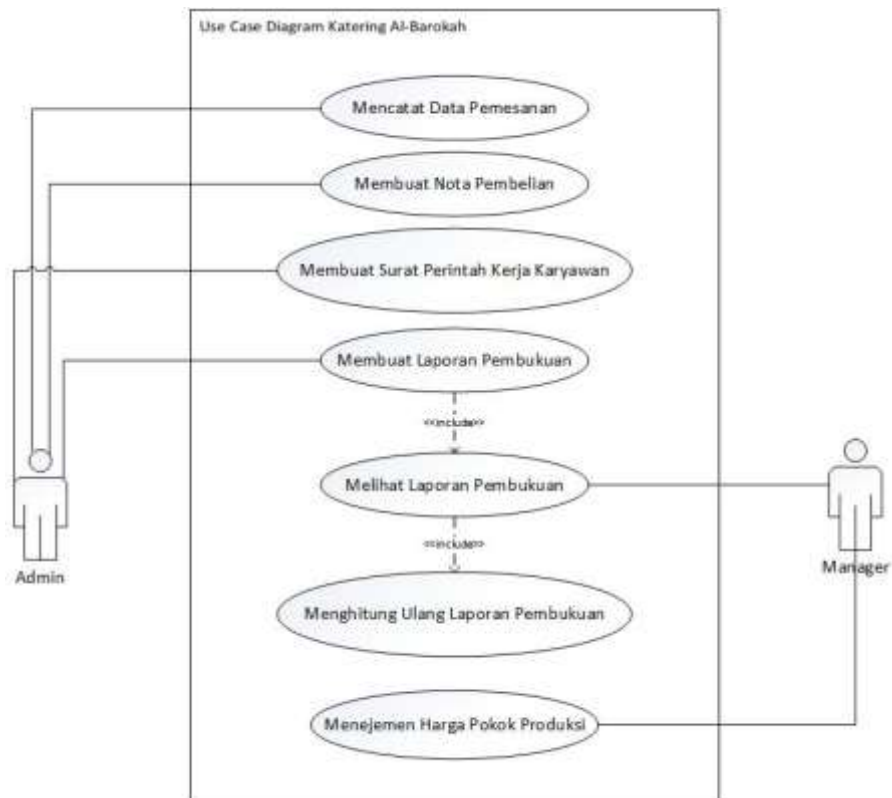 Use Case Diagram Katering Al-Barokah
Mencatat Data Pemesanan
Membuat Nota Pembelian
Membuat Surat Perintah Kerja Karyawan
Membuat Laporan Pembukuan
<<include>>
Melihat Laporan Pembukuan
<<include>>
Menghitung Ulang Laporan Pembukuan
Menejemen Harga Pokok Produksi
Admin
Manager